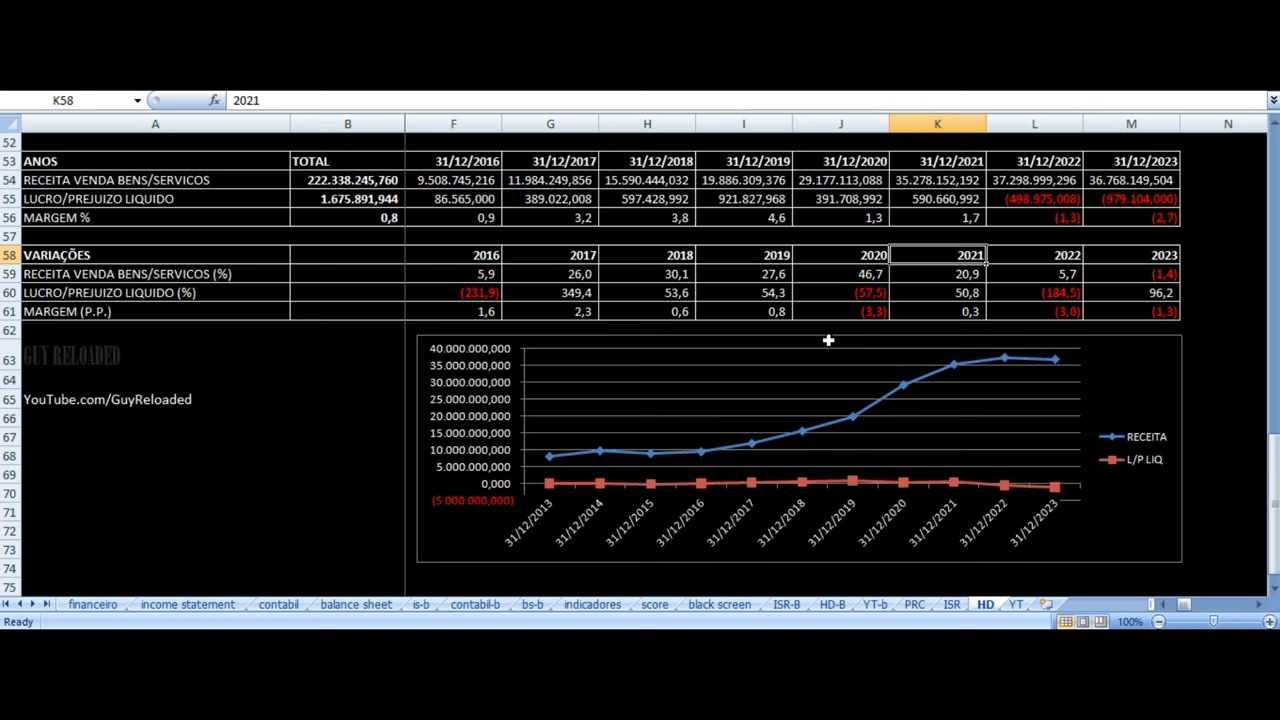 K58 fx 2021
A B F G H I J K L M N
52
53 ANOS TOTAL 31/12/2016 31/12/2017 31/12/2018 31/12/2019 31/12/2020 31/12/2021 31/12/2022 31/12/2023
54 RECEITA VENDA BENS/SERVICOS 222.338.245,760 9.508.745,216 11.984.249,856 15.590.444,032 19.886.309,376 29.177.113,088 35.278.152,192 37.298.999,296 36.768.149,504
55 LUCRO/PREJUIZO LIQUIDO 1.675.891,944 86.565,000 389.022,008 597.428,992 921.827,968 391.708,992 590.660,992 (498.975,008) (979.104,000)
56 MARGEM % 0,8 0,9 3,2 3,8 4,6 1,3 1,7 (1,3) (2,7)
57
58 VARIAÇÕES 2016 2017 2018 2019 2020 2021 2022 2023
59 RECEITA VENDA BENS/SERVICOS (%) 5,9 26,0 30,1 27,6 46,7 20,9 5,7 (1,4)
60 LUCRO/PREJUIZO LIQUIDO (%) (231,9) 349,4 53,6 54,3 (57,5) 50,8 (184,5) 96,2
61 MARGEM (P.P.) 1,6 2,3 0,6 0,8 (3,3) 0,3 (3,0) (1,3)
62
63 GUY RELOADED
64
65 YouTube.com/GuyReloaded
66
67
68
69
70
71
72
73
74
75
40.000.000,000
35.000.000,000
30.000.000,000
25.000.000,000
20.000.000,000
15.000.000,000
10.000.000,000
5.000.000,000
0,000
(5.000.000,000)
31/12/2013 31/12/2014 31/12/2015 31/12/2016 31/12/2017 31/12/2018 31/12/2019 31/12/2020 31/12/2021 31/12/2022 31/12/2023
RECEITA
L/P LIQ
financeiro income statement contabil balance sheet is-b contabil-b bs-b indicadores score black screen ISR-B HD-B YT-b PRC ISR HD YT
Ready 100%